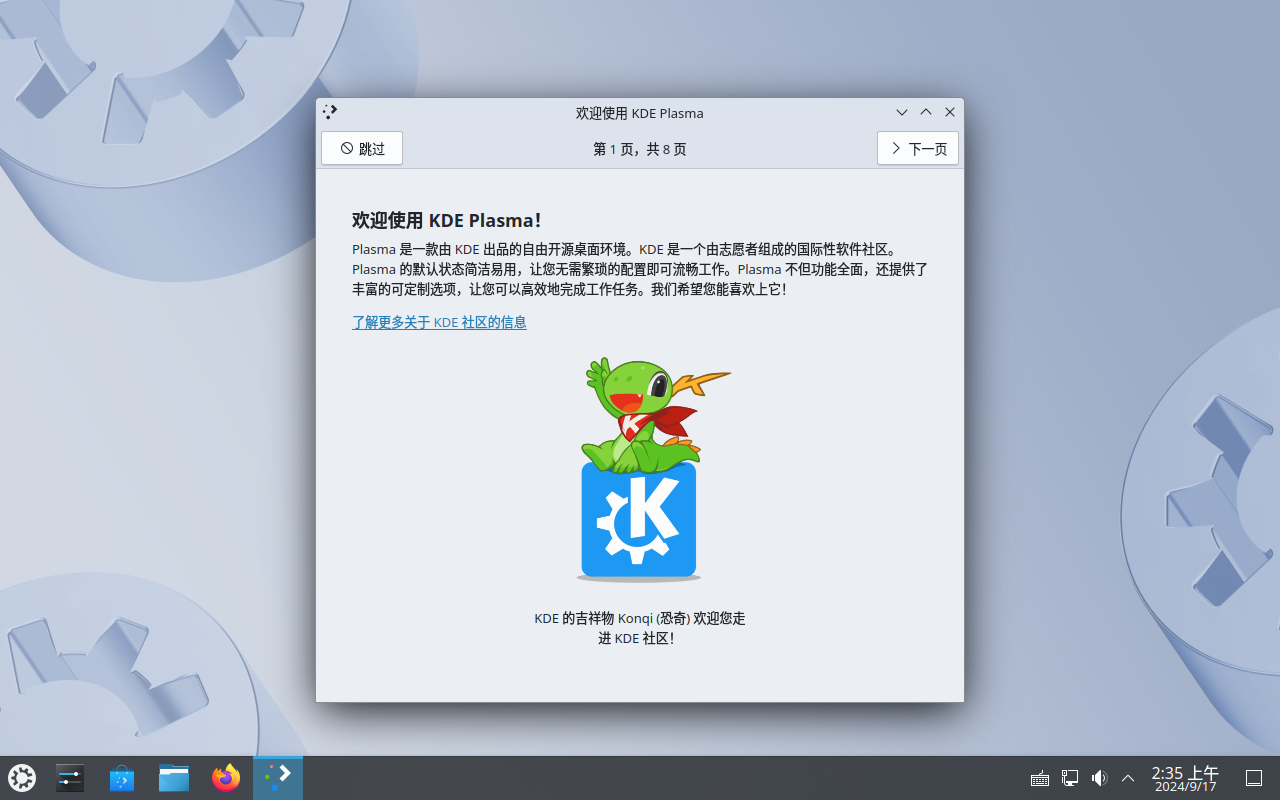 欢迎使用 KDE Plasma
跳过
第 1 页，共 8 页
下一页
欢迎使用 KDE Plasma！
Plasma 是一款由 KDE 出品的自由开源桌面环境。KDE 是一个由志愿者组成的国际性软件社区。
Plasma 的默认状态简洁易用，让您无需繁琐的配置即可流畅工作。Plasma 不但功能全面，还提供了
丰富的可定制选项，让您可以高效地完成工作任务。我们希望您能喜欢上它！
了解更多关于 KDE 社区的信息
K
K
KDE 的吉祥物 Konqi (恐奇) 欢迎您走
进 KDE 社区！
2:35 上午
2024/9/17